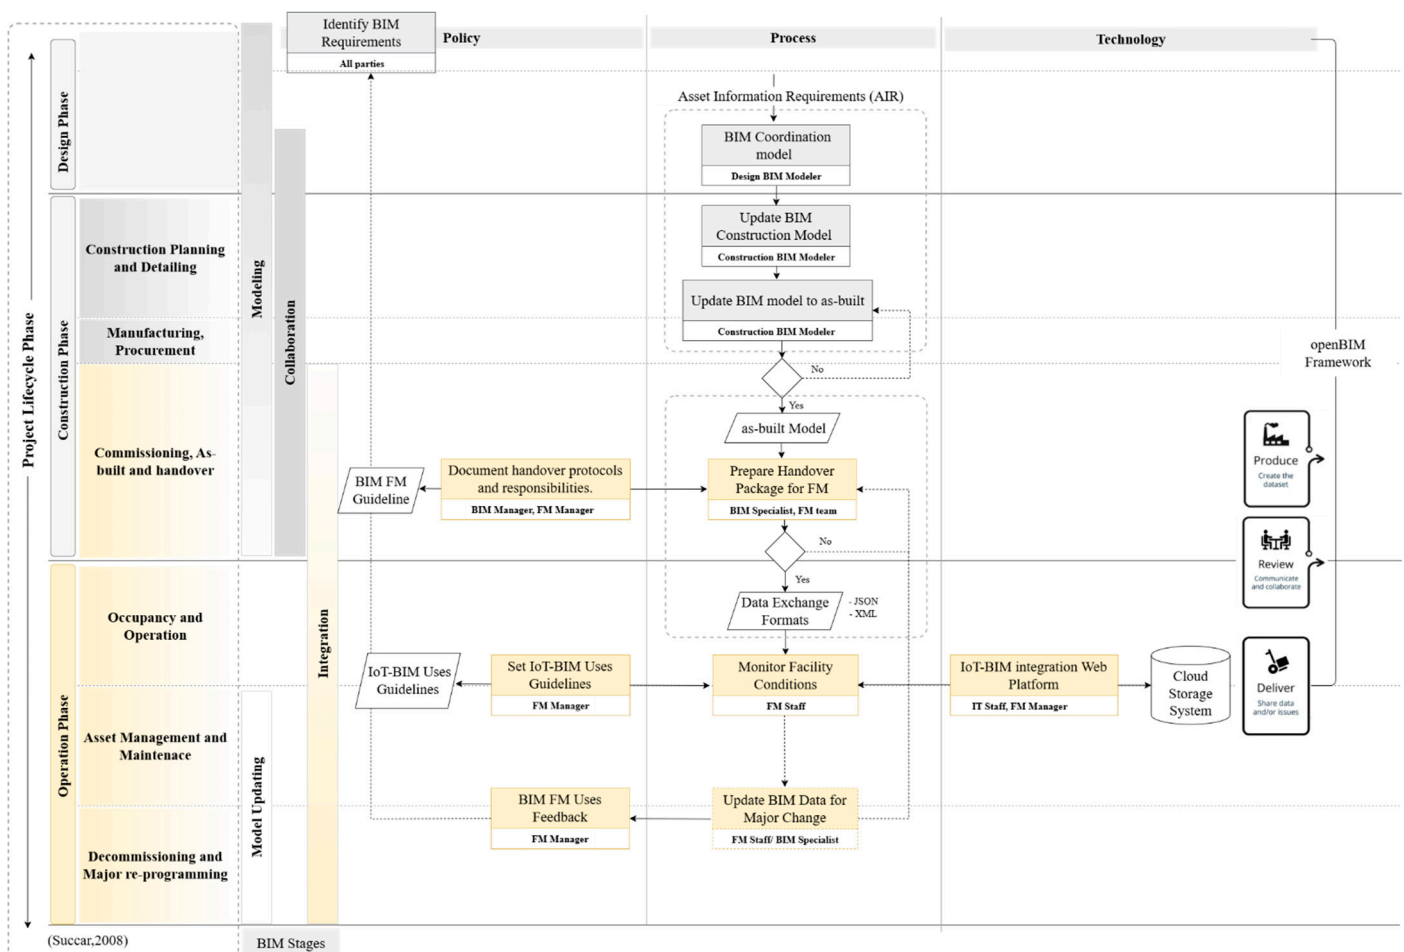 Identify BIM
Requirements
All parties
Policy
Process
Technology
Project Lifecycle Phase
Design Phase
Construction Phase
Operation Phase
Construction Planning
and Detailing
Manufacturing,
Procurement
Commissioning, As-
built and handover
Occupancy and
Operation
Asset Management and
Maintenace
Decommissioning and
Major re-programming
Modeling
Collaboration
Integration
Model Updating
Asset Information Requirements (AIR)
BIM Coordination
model
Design BIM Modeler
Update BIM
Construction Model
Construction BIM Modeler
Update BIM model to as-built
Construction BIM Modeler
No
Yes
as-built Model
BIM FM
Guideline
Document handover protocols
and responsibilities.
BIM Manager, FM Manager
Prepare Handover
Package for FM
BIM Specialist, FM team
No
Yes
Data Exchange
Formats
- JSON
- XML
IoT-BIM Uses
Guidelines
Set IoT-BIM Uses
Guidelines
FM Manager
Monitor Facility
Conditions
FM Staff
IoT-BIM integration Web
Platform
IT Staff, FM Manager
Cloud
Storage
System
BIM FM Uses
Feedback
FM Manager
Update BIM Data for
Major Change
FM Staff/ BIM Specialist
openBIM
Framework
Produce
Create the
dataset
Review
Communicate
and collaborate
Deliver
Share data
and/or issues
(Succar,2008)
BIM Stages